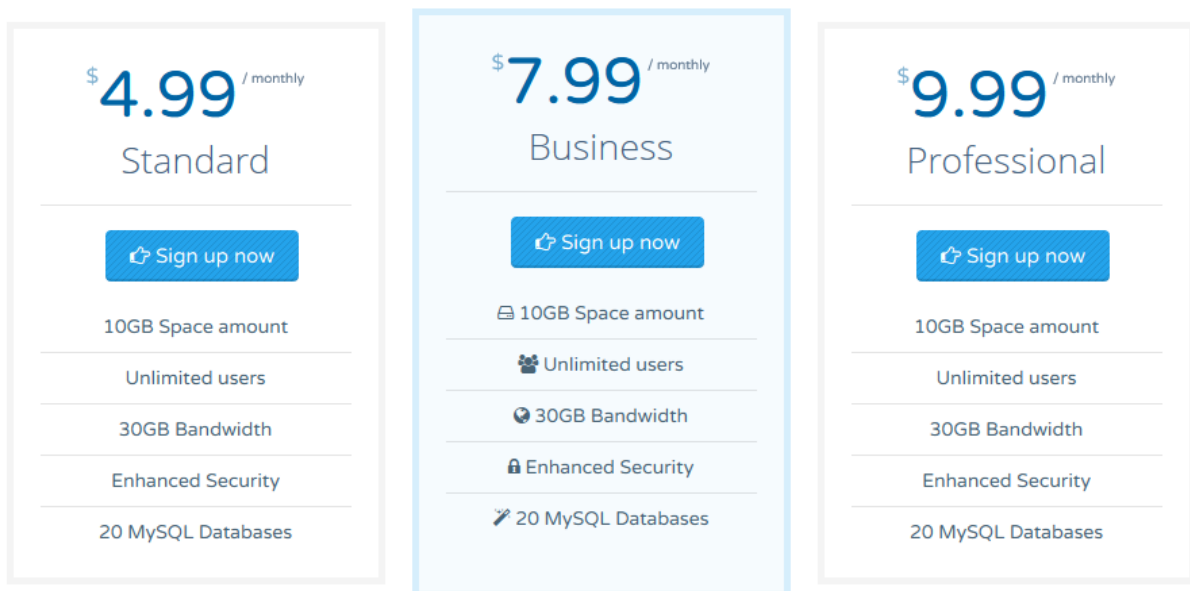 $4.99 / monthly
Standard
Sign up now
10GB Space amount
Unlimited users
30GB Bandwidth
Enhanced Security
20 MySQL Databases
$7.99 / monthly
Business
Sign up now
10GB Space amount
Unlimited users
30GB Bandwidth
Enhanced Security
20 MySQL Databases
$9.99 / monthly
Professional
Sign up now
10GB Space amount
Unlimited users
30GB Bandwidth
Enhanced Security
20 MySQL Databases